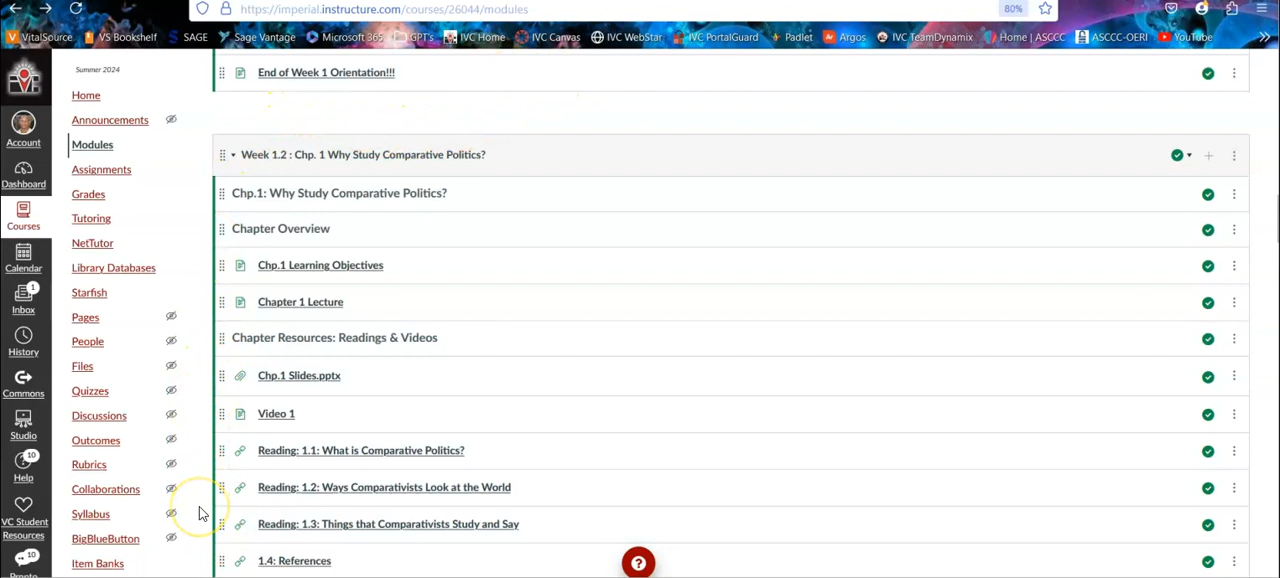 https://imperial.instructure.com/courses/26044/modules
80%
VitalSource
VS Bookshelf
SAGE
Sage Vantage
Microsoft 365
GPT's
IVC Home
IVC Canvas
IVC WebStar
IVC PortalGuard
Padlet
Argos
IVC TeamDynamix
Home | ASCCC
ASCCC-OERI
YouTube
Account
Dashboard
Courses
Calendar
1
Inbox
History
Commons
Studio
10
Help
VC Student
Resources
10
Summer 2024
Home
Announcements
Modules
Assignments
Grades
Tutoring
NetTutor
Library Databases
Starfish
Pages
People
Files
Quizzes
Discussions
Outcomes
Rubrics
Collaborations
Syllabus
BigBlueButton
Item Banks
End of Week 1 Orientation!!!
Week 1.2 : Chp. 1 Why Study Comparative Politics?
Chp.1: Why Study Comparative Politics?
Chapter Overview
Chp.1 Learning Objectives
Chapter 1 Lecture
Chapter Resources: Readings & Videos
Chp.1 Slides.pptx
Video 1
Reading: 1.1: What is Comparative Politics?
Reading: 1.2: Ways Comparativists Look at the World
Reading: 1.3: Things that Comparativists Study and Say
1.4: References
?